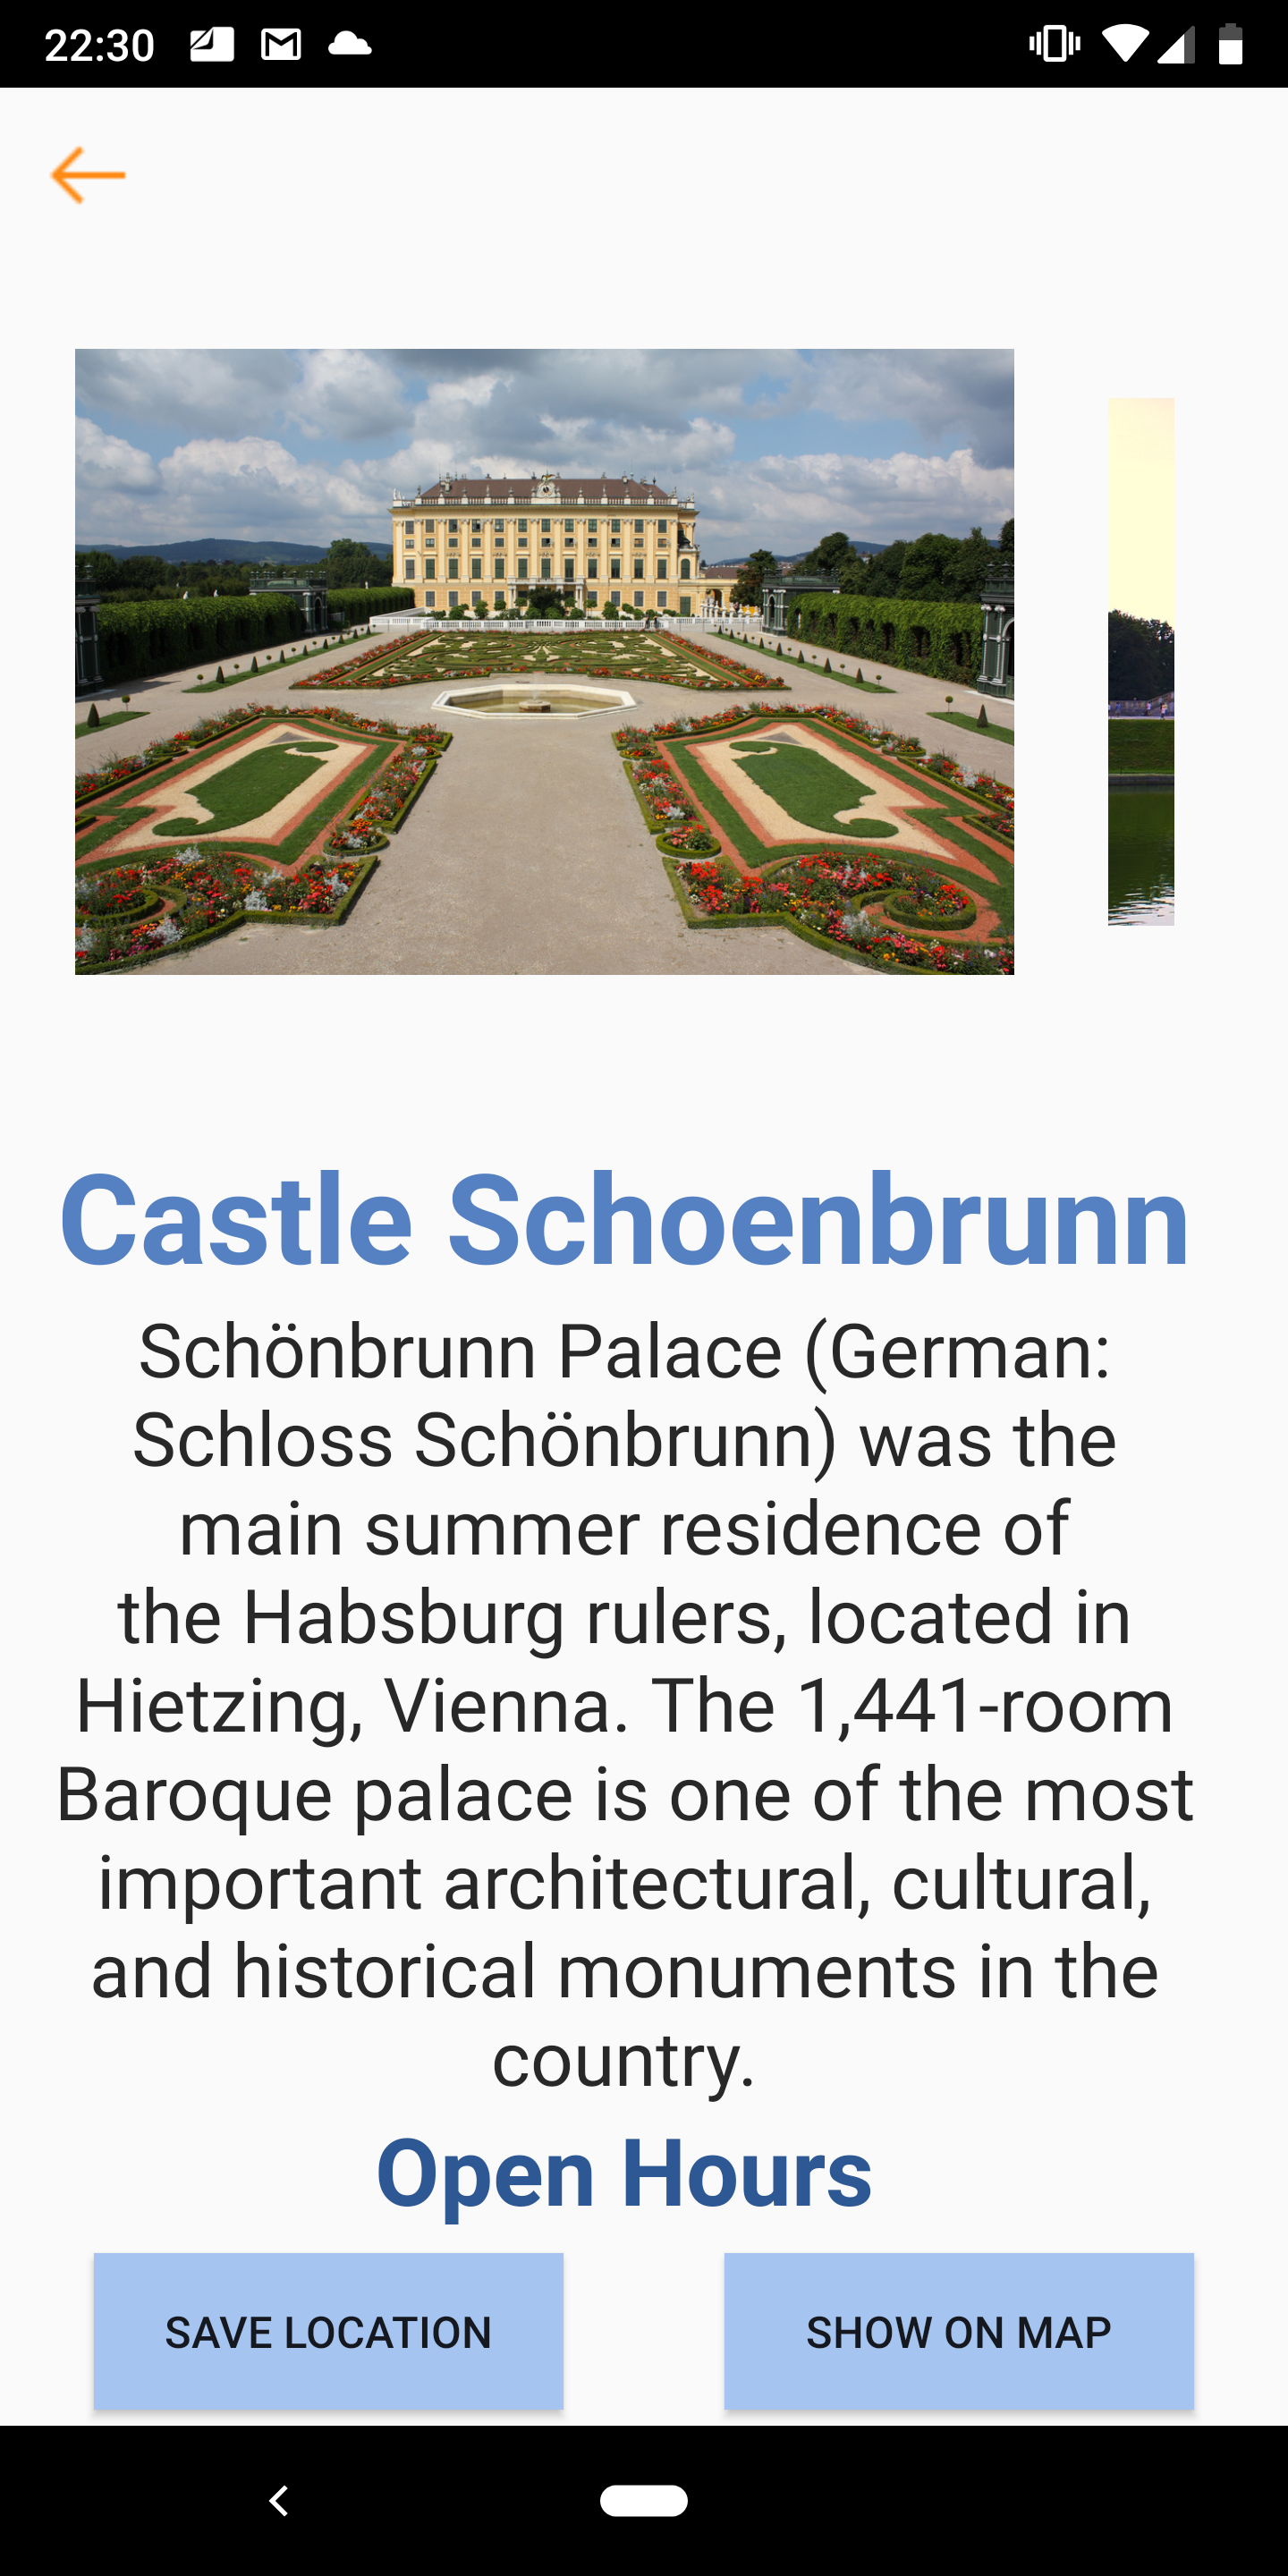 22:30
Castle Schoenbrunn
Schönbrunn Palace (German:
Schloss Schönbrunn) was the
main summer residence of
the Habsburg rulers, located in
Hietzing, Vienna. The 1,441-room
Baroque palace is one of the most
important architectural, cultural,
and historical monuments in the
country.
Open Hours
SAVE LOCATION
SHOW ON MAP